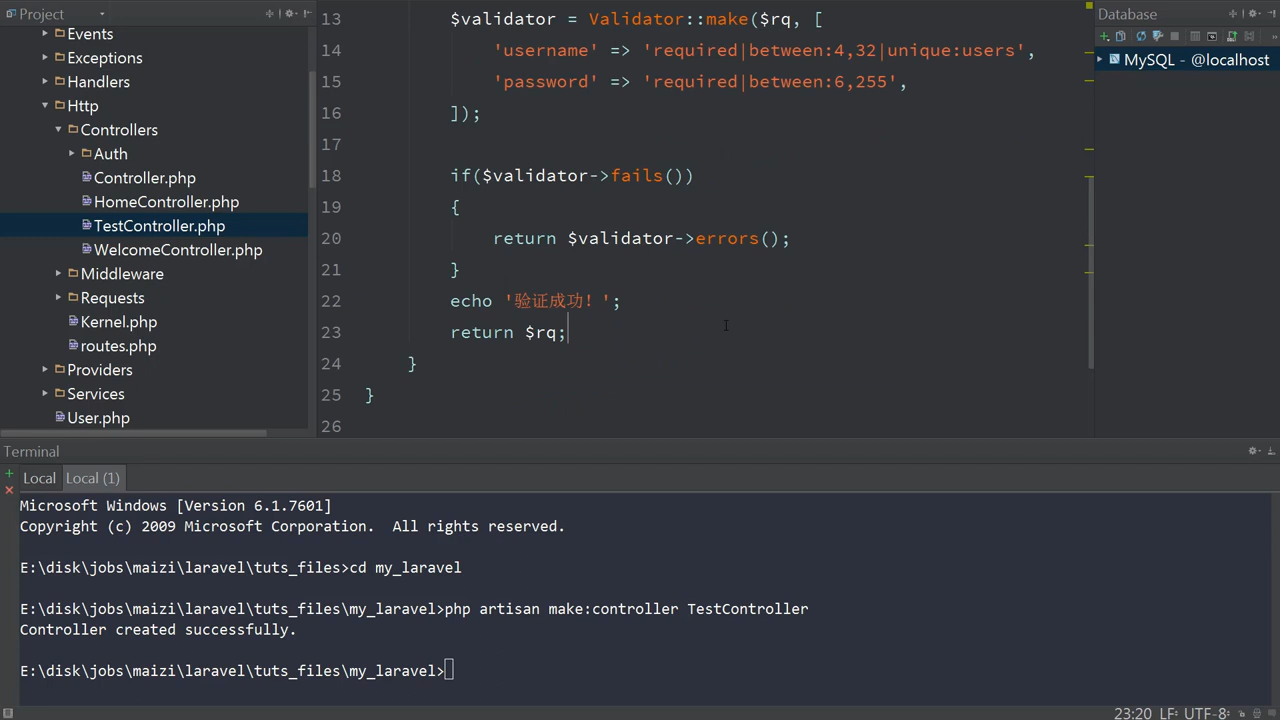 Project
Events
Exceptions
Handlers
Http
Controllers
Auth
Controller.php
HomeController.php
TestController.php
WelcomeController.php
Middleware
Requests
Kernel.php
routes.php
Providers
Services
User.php
13 $validator = Validator::make($rq, [
14 'username' => 'required|between:4,32|unique:users',
15 'password' => 'required|between:6,255',
16 ]);
17
18 if($validator->fails())
19 {
20 return $validator->errors();
21 }
22 echo '验证成功! ';
23 return $rq;
24 }
25 }
26
Database
MySQL - @localhost
Terminal
Local Local (1)
Microsoft Windows [Version 6.1.7601]
Copyright (c) 2009 Microsoft Corporation. All rights reserved.
E:\disk\jobs\maizi\laravel\tuts_files>cd my_laravel
E:\disk\jobs\maizi\laravel\tuts_files\my_laravel>php artisan make:controller TestController
Controller created successfully.
E:\disk\jobs\maizi\laravel\tuts_files\my_laravel>
23:20 LF÷ UTF-8÷